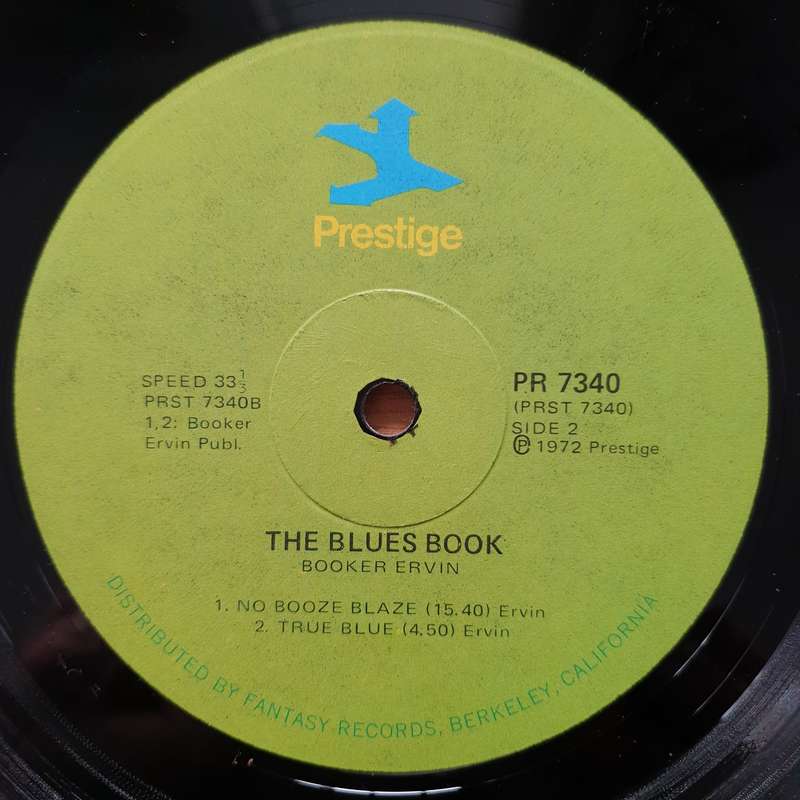 Prestige
SPEED 33⅓
PRST 7340B
1,2: Booker
Ervin Publ.
PR 7340
(PRST 7340)
SIDE 2
Ⓟ 1972 Prestige
THE BLUES BOOK
BOOKER ERVIN
1. NO BOOZE BLAZE (15.40) Ervin
2. TRUE BLUE (4.50) Ervin
DISTRIBUTED BY FANTASY RECORDS, BERKELEY, CALIFORNIA